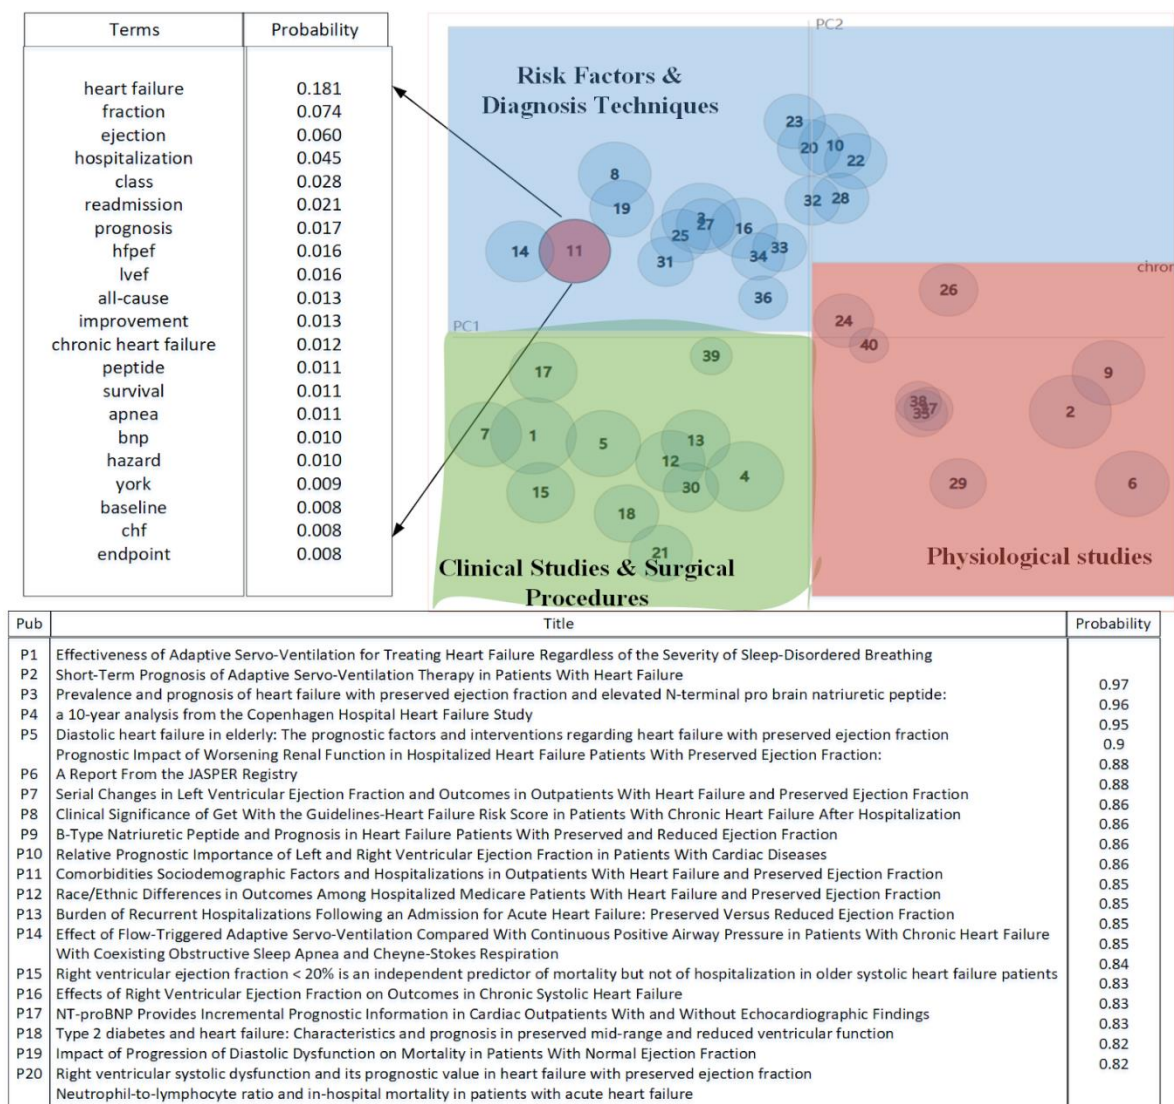 Terms Probability
heart failure 0.181
fraction 0.074
ejection 0.060
hospitalization 0.045
class 0.028
readmission 0.021
prognosis 0.017
hfpef 0.016
lvef 0.016
all-cause 0.013
improvement 0.013
chronic heart failure 0.012
peptide 0.011
survival 0.011
apnea 0.011
bnp 0.010
hazard 0.010
york 0.009
baseline 0.008
chf 0.008
endpoint 0.008
PC2
Risk Factors &
Diagnosis Techniques
23
20 10
22
8
32 28
19
3
27
25
16
14
11
31
34
33
36
PC1
chron
26
24
40
9
38
37
35
2
29
6
Physiological studies
39
17
7
1
5
13
12
4
15
30
18
21
Clinical Studies & Surgical
Procedures
Pub Title Probability
P1 Effectiveness of Adaptive Servo-Ventilation for Treating Heart Failure Regardless of the Severity of Sleep-Disordered Breathing
P2 Short-Term Prognosis of Adaptive Servo-Ventilation Therapy in Patients With Heart Failure
0.97
P3 Prevalence and prognosis of heart failure with preserved ejection fraction and elevated N-terminal pro brain natriuretic peptide:
0.96
P4 a 10-year analysis from the Copenhagen Hospital Heart Failure Study
0.95
P5 Diastolic heart failure in elderly: The prognostic factors and interventions regarding heart failure with preserved ejection fraction
0.9
Prognostic Impact of Worsening Renal Function in Hospitalized Heart Failure Patients With Preserved Ejection Fraction:
0.88
P6 A Report From the JASPER Registry
0.88
P7 Serial Changes in Left Ventricular Ejection Fraction and Outcomes in Outpatients With Heart Failure and Preserved Ejection Fraction
0.86
P8 Clinical Significance of Get With the Guidelines-Heart Failure Risk Score in Patients With Chronic Heart Failure After Hospitalization
0.86
P9 B-Type Natriuretic Peptide and Prognosis in Heart Failure Patients With Preserved and Reduced Ejection Fraction
0.86
P10 Relative Prognostic Importance of Left and Right Ventricular Ejection Fraction in Patients With Cardiac Diseases
0.86
P11 Comorbidities Sociodemographic Factors and Hospitalizations in Outpatients With Heart Failure and Preserved Ejection Fraction
0.85
P12 Race/Ethnic Differences in Outcomes Among Hospitalized Medicare Patients With Heart Failure and Preserved Ejection Fraction
0.85
P13 Burden of Recurrent Hospitalizations Following an Admission for Acute Heart Failure: Preserved Versus Reduced Ejection Fraction
0.85
P14 Effect of Flow-Triggered Adaptive Servo-Ventilation Compared With Continuous Positive Airway Pressure in Patients With Chronic Heart Failure
0.85
With Coexisting Obstructive Sleep Apnea and Cheyne-Stokes Respiration
0.84
P15 Right ventricular ejection fraction < 20% is an independent predictor of mortality but not of hospitalization in older systolic heart failure patients
0.83
P16 Effects of Right Ventricular Ejection Fraction on Outcomes in Chronic Systolic Heart Failure
0.83
P17 NT-proBNP Provides Incremental Prognostic Information in Cardiac Outpatients With and Without Echocardiographic Findings
0.83
P18 Type 2 diabetes and heart failure: Characteristics and prognosis in preserved mid-range and reduced ventricular function
0.82
P19 Impact of Progression of Diastolic Dysfunction on Mortality in Patients With Normal Ejection Fraction
0.82
P20 Right ventricular systolic dysfunction and its prognostic value in heart failure with preserved ejection fraction
Neutrophil-to-lymphocyte ratio and in-hospital mortality in patients with acute heart failure